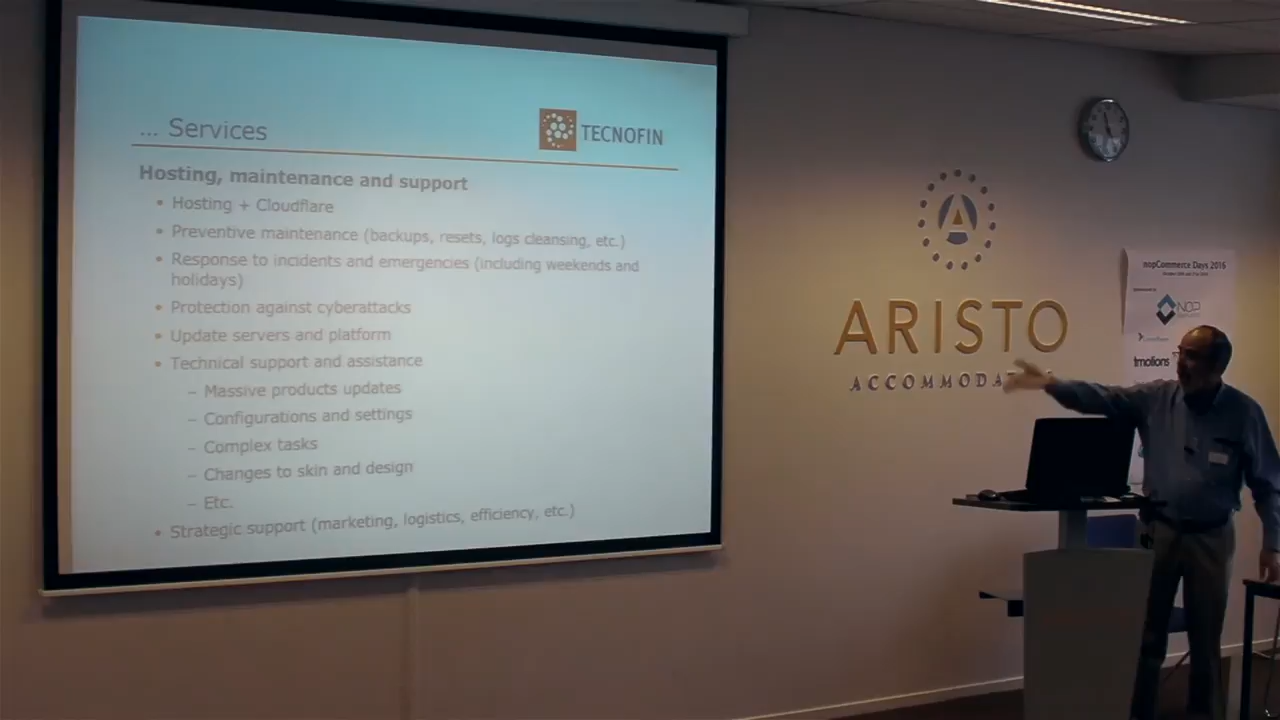 ... Services
TECNOFIN
Hosting, maintenance and support
• Hosting + Cloudflare
• Preventive maintenance (backups, resets, logs cleansing, etc.)
• Response to incidents and emergencies (including weekends and
holidays)
• Protection against cyberattacks
• Update servers and platform
• Technical support and assistance
– Massive products updates
– Configurations and settings
– Complex tasks
– Changes to skin and design
– Etc.
• Strategic support (marketing, logistics, efficiency, etc.)
A
ARISTO
ACCOMMODA
nopCommerce Days 2016
NOP
tmotions